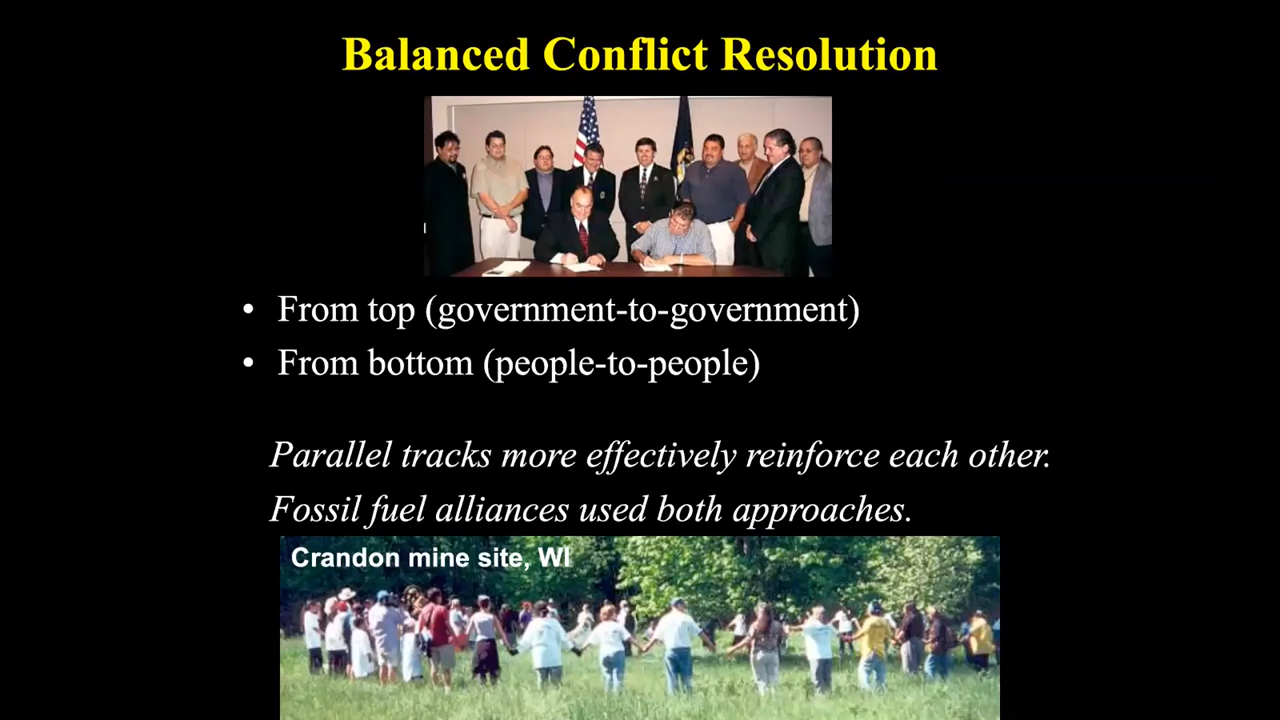 Balanced Conflict Resolution
• From top (government-to-government)
• From bottom (people-to-people)
Parallel tracks more effectively reinforce each other.
Fossil fuel alliances used both approaches.
Crandon mine site, WI